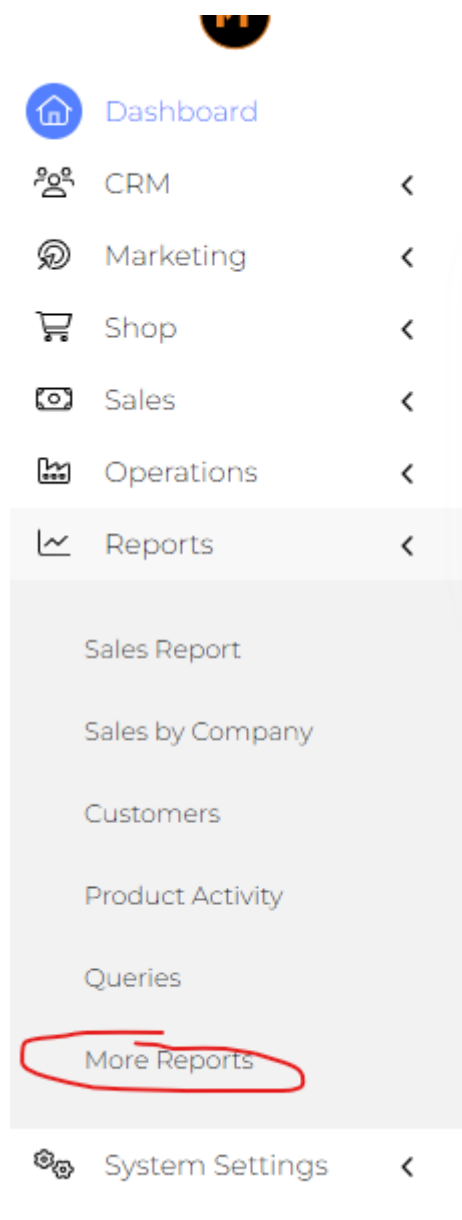 Dashboard
CRM
Marketing
Shop
Sales
Operations
Reports
Sales Report
Sales by Company
Customers
Product Activity
Queries
More Reports
System Settings